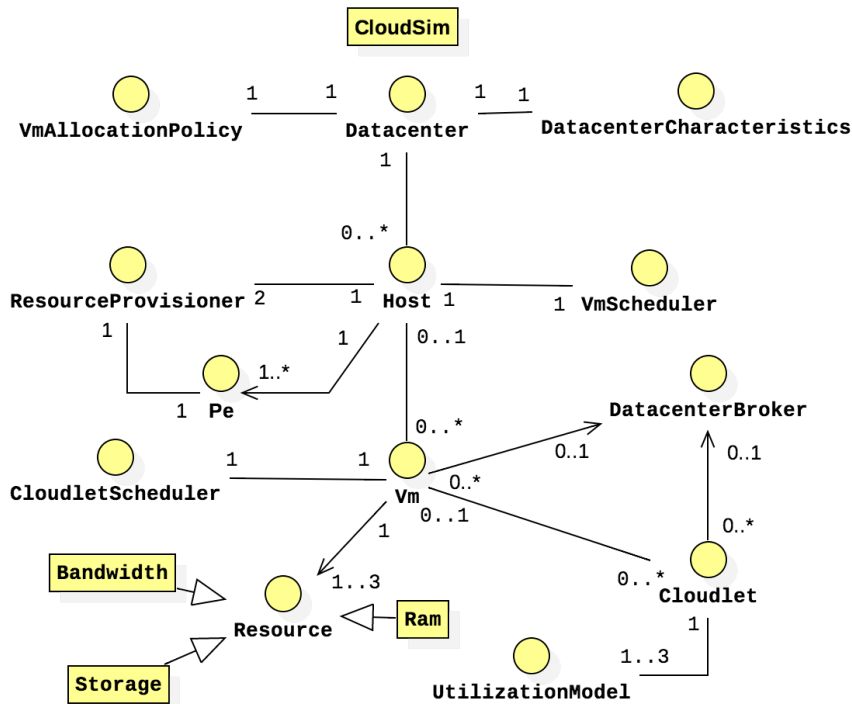 CloudSim
1 1 1 1
VmAllocationPolicy Datacenter DatacenterCharacteristics
1
0..*
ResourceProvisioner 2 1 Host 1 1 VmScheduler
1 1 0..1
1..*
1 Pe DatacenterBroker
0..*
1 1 0..1 0..1
CloudletScheduler Vm 0..*
0..1
1 0..*
Bandwidth 1..3 0..* Cloudlet
Resource Ram 1
1..3
Storage UtilizationModel